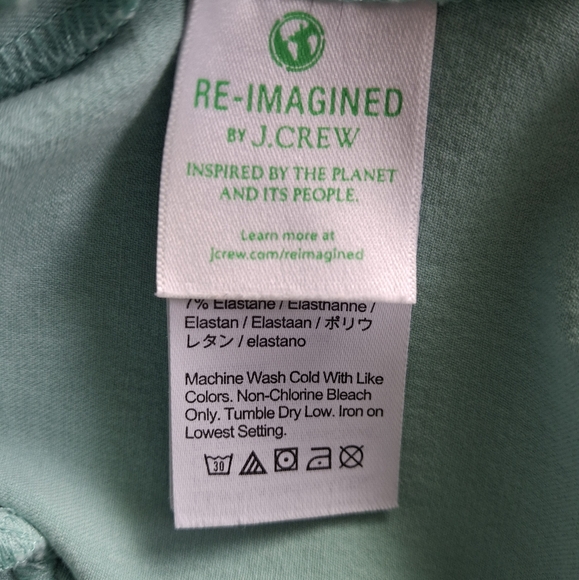 RE-IMAGINED
BY J.CREW
INSPIRED BY THE PLANET
AND ITS PEOPLE.
Learn more at
jcrew.com/reimagined
7% Elastane / Élasthanne /
Elastan / Elastaan / ポリウ
レタン / elastano
Machine Wash Cold With Like
Colors. Non-Chlorine Bleach
Only. Tumble Dry Low. Iron on
Lowest Setting.
30